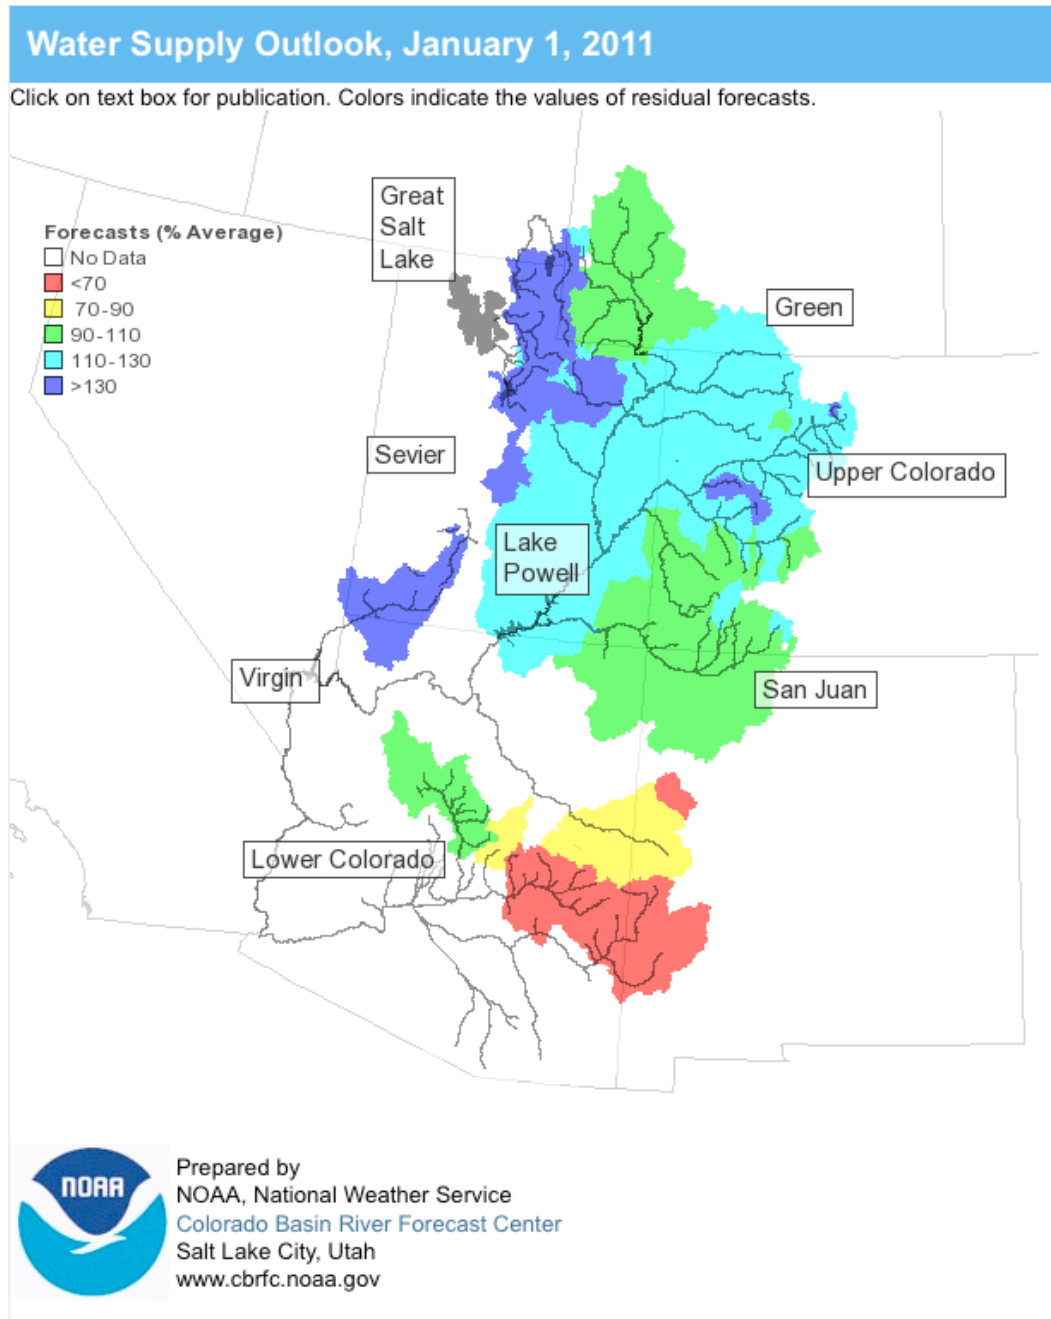 Water Supply Outlook, January 1, 2011
Click on text box for publication. Colors indicate the values of residual forecasts.
Great
Salt
Lake
Forecasts (% Average)
No Data
<70
70-90
90-110
110-130
>130
Green
Sevier
Upper Colorado
Lake
Powell
Virgin
San Juan
Lower Colorado
NOAA
Prepared by
NOAA, National Weather Service
Colorado Basin River Forecast Center
Salt Lake City, Utah
www.cbrfc.noaa.gov